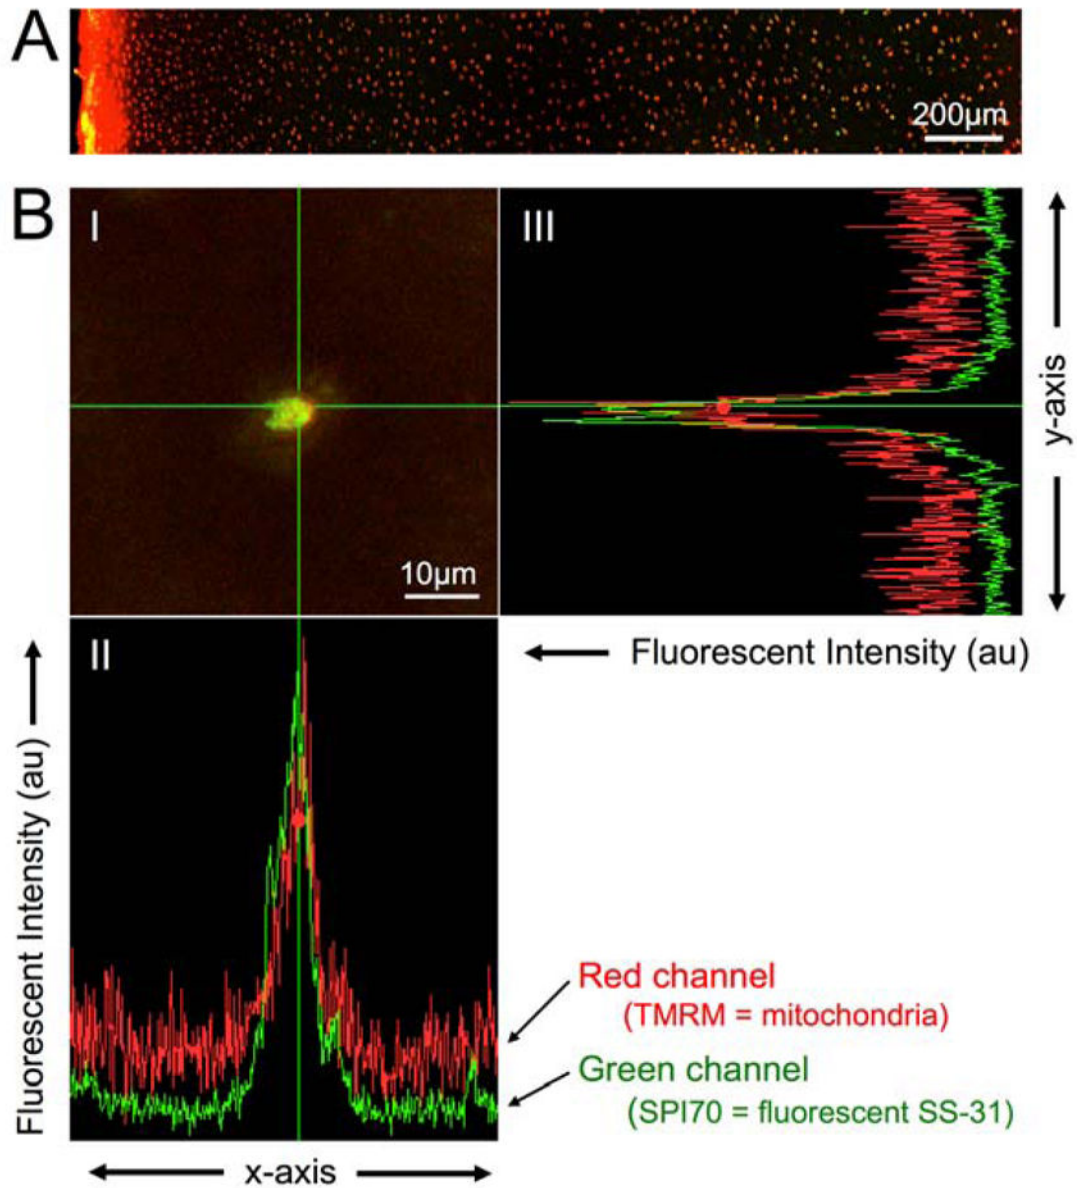 A
200µm
B
I
III
10µm
y-axis
II
Fluorescent Intensity (au)
Fluorescent Intensity (au)
Red channel
(TMRM = mitochondria)
Green channel
(SPI70 = fluorescent SS-31)
x-axis